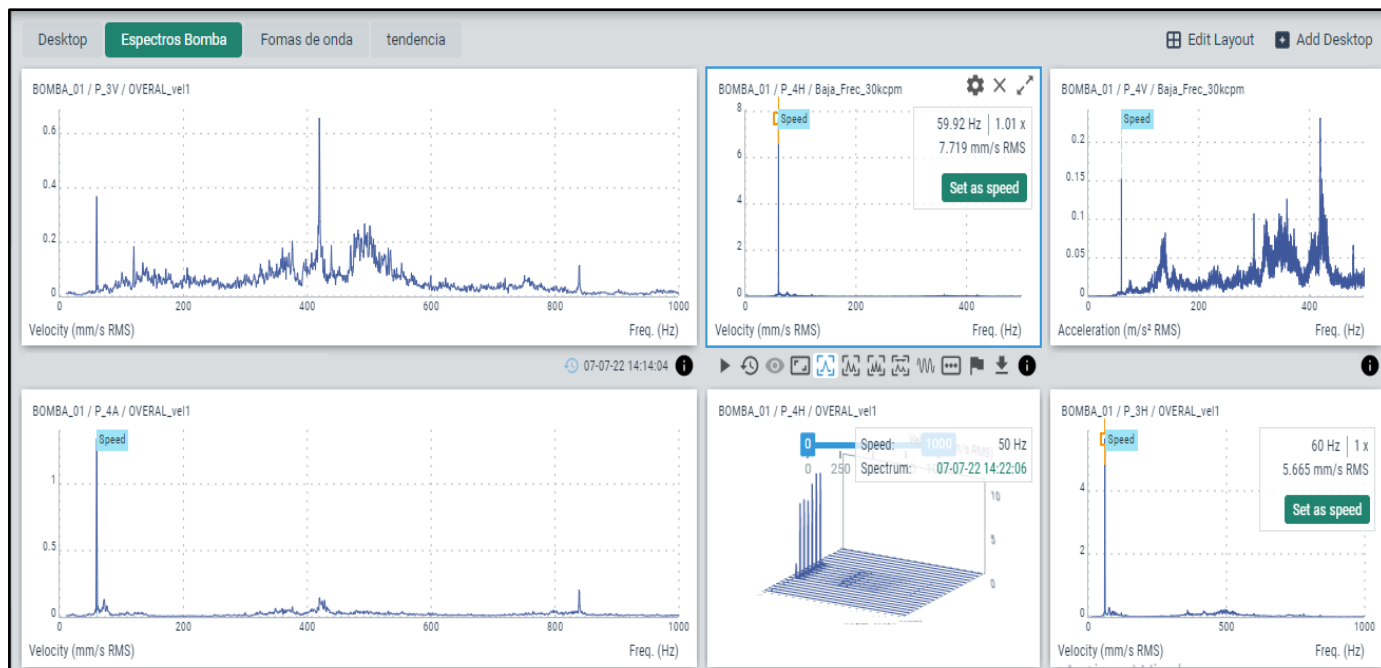 Desktop
Espectros Bomba
Fomas de onda
tendencia
Edit Layout
Add Desktop
BOMBA_01 / P_3V / OVERAL_vel1
0.6
0.4
0.2
0
0 200 400 600 800 1000
Velocity (mm/s RMS) Freq. (Hz)
07-07-22 14:14:04
BOMBA_01 / P_4H / Baja_Frec_30kcpm
8
Speed
59.92 Hz | 1.01 x
7.719 mm/s RMS
Set as speed
6
4
2
0
0 200 400
Velocity (mm/s RMS) Freq. (Hz)
BOMBA_01 / P_4V / Baja_Frec_30kcpm
Speed
0.2
0.15
0.1
0.05
0
0 200 400
Acceleration (m/s² RMS) Freq. (Hz)
BOMBA_01 / P_4A / OVERAL_vel1
Speed
1
0.5
0
0 200 400 600 800 1000
Velocity (mm/s RMS) Freq. (Hz)
BOMBA_01 / P_4H / OVERAL_vel1
0 1000
0 250
Speed: 50 Hz
Spectrum: 07-07-22 14:22:06
10
5
0
BOMBA_01 / P_3H / OVERAL_vel1
Speed
60 Hz | 1 x
5.665 mm/s RMS
Set as speed
4
2
0
0 500 1000
Velocity (mm/s RMS) Freq. (Hz)